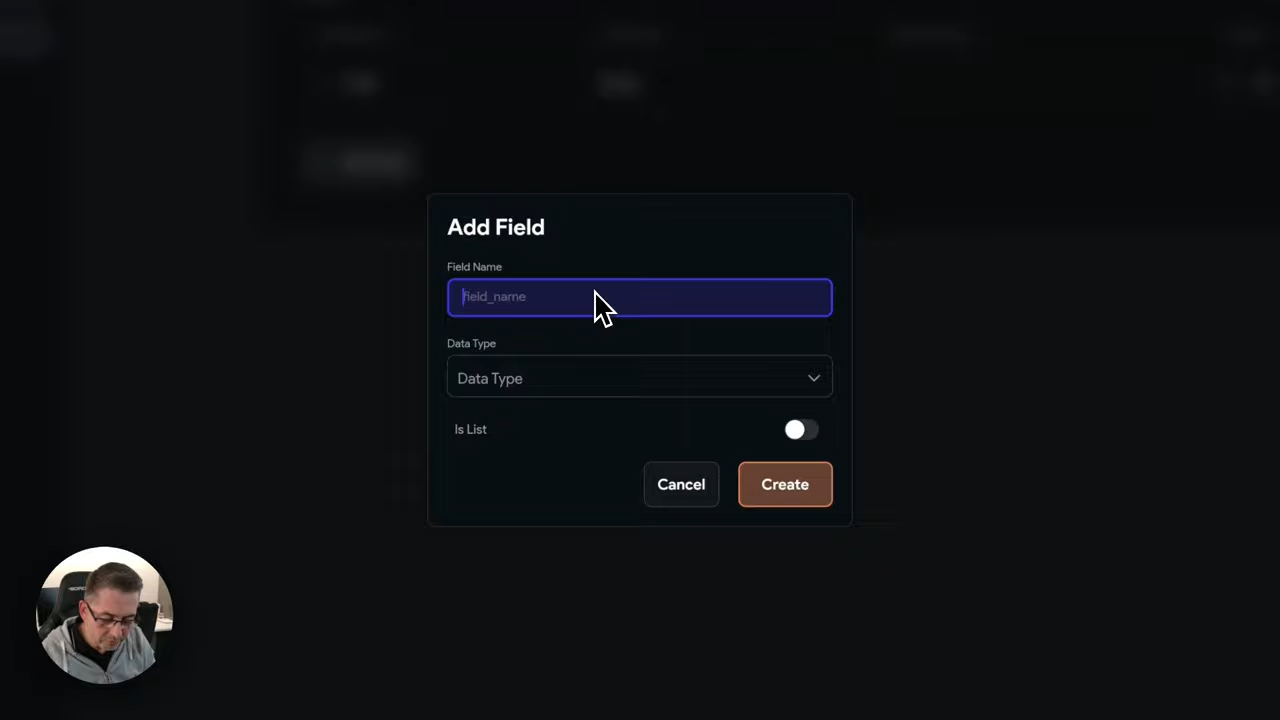 Add Field
Field Name
field_name
Data Type
Data Type
Is List
Cancel
Create